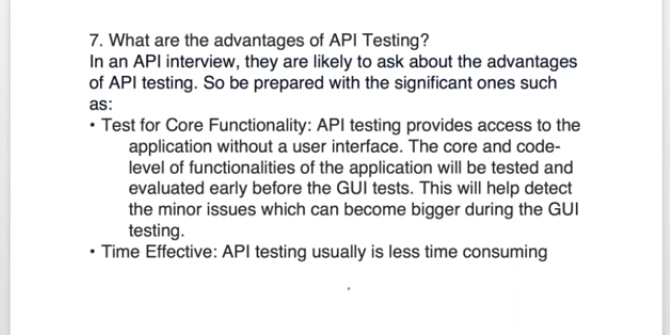 7. What are the advantages of API Testing?
In an API interview, they are likely to ask about the advantages
of API testing. So be prepared with the significant ones such
as:
• Test for Core Functionality: API testing provides access to the
application without a user interface. The core and code-
level of functionalities of the application will be tested and
evaluated early before the GUI tests. This will help detect
the minor issues which can become bigger during the GUI
testing.
• Time Effective: API testing usually is less time consuming